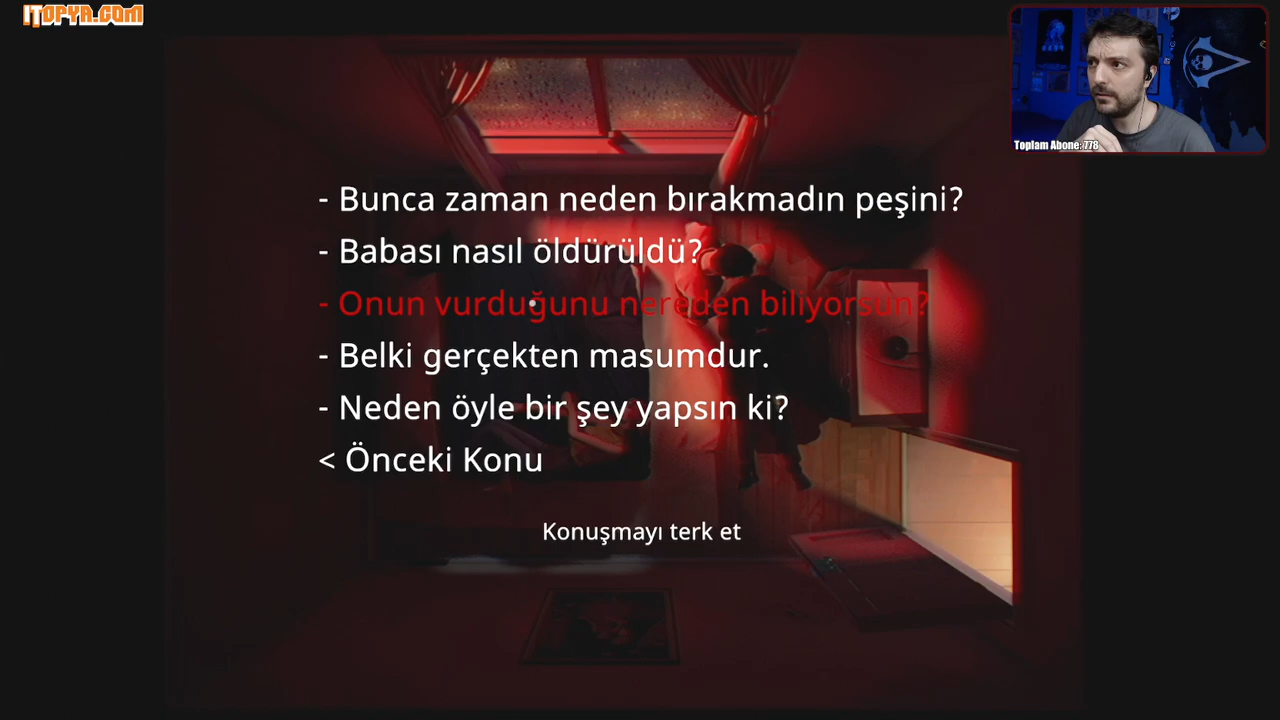 ITOPYA.COM
Toplam Abone: 778
- Bunca zaman neden bırakmadın peşini?
- Babası nasıl öldürüldü?
- Onun vurduğunu nereden biliyorsun?
- Belki gerçekten masumdur.
- Neden öyle bir şey yapsın ki?
< Önceki Konu
Konuşmayı terk et